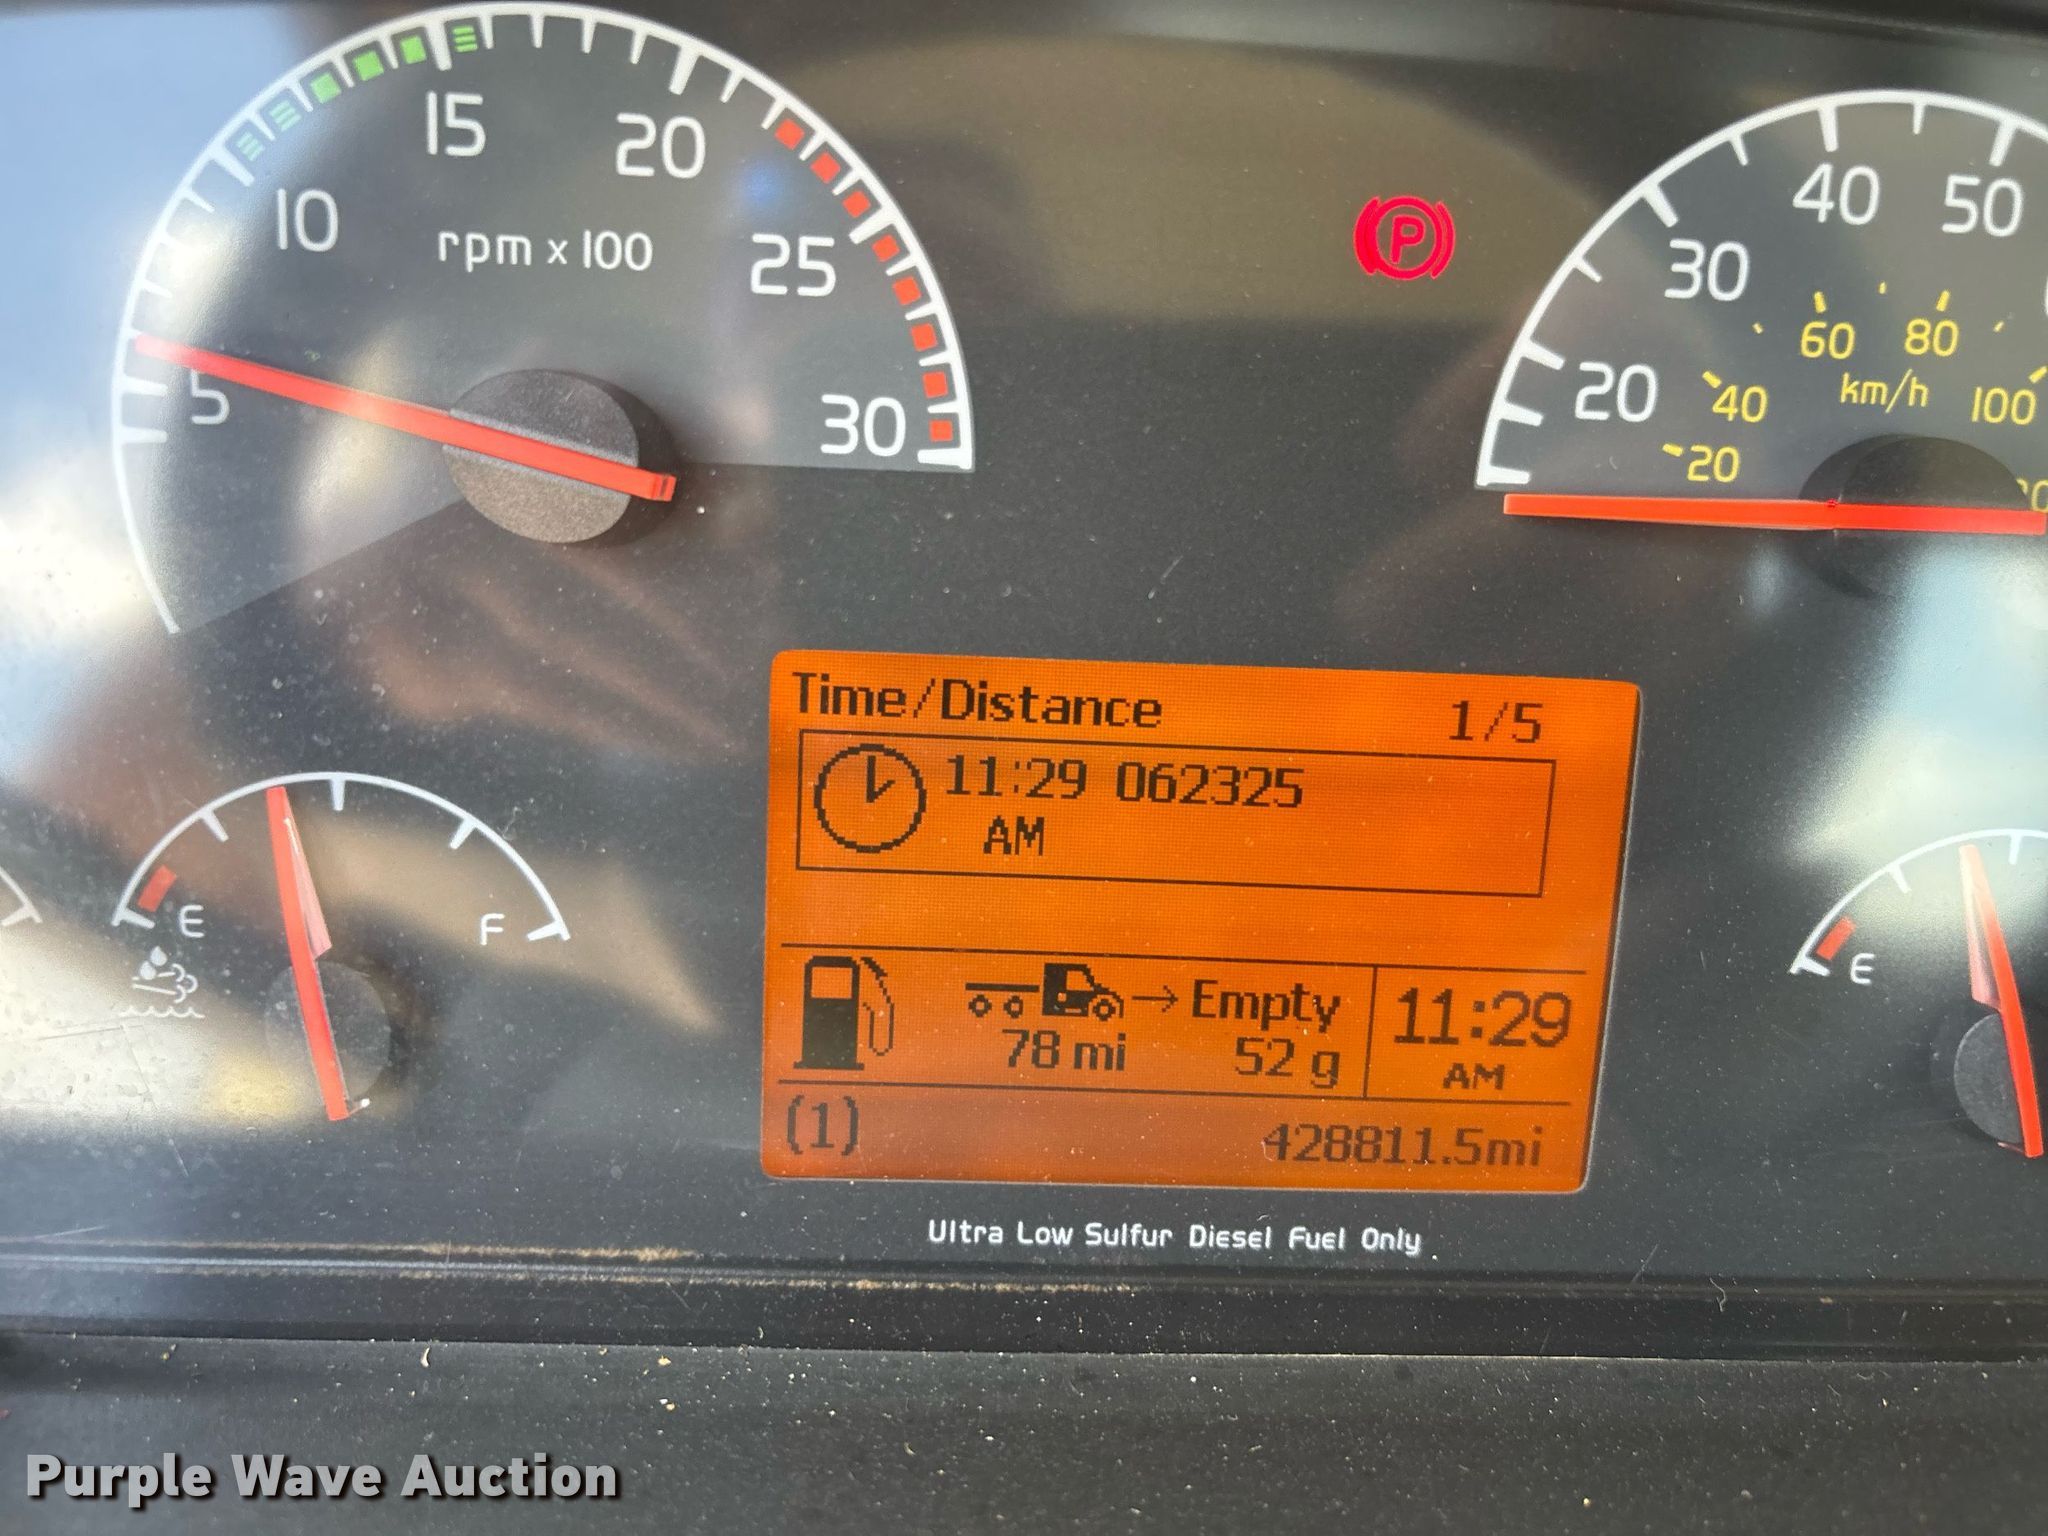 5
10
15
20
25
30
rpm x 100
P
20
30
40
50
20
40
60
80
100
km/h
E
F
Time/Distance 1/5
11:29 062325
AM
Empty
78 mi 52 g
11:29
AM
(1) 428811.5mi
E
Ultra Low Sulfur Diesel Fuel Only
Purple Wave Auction